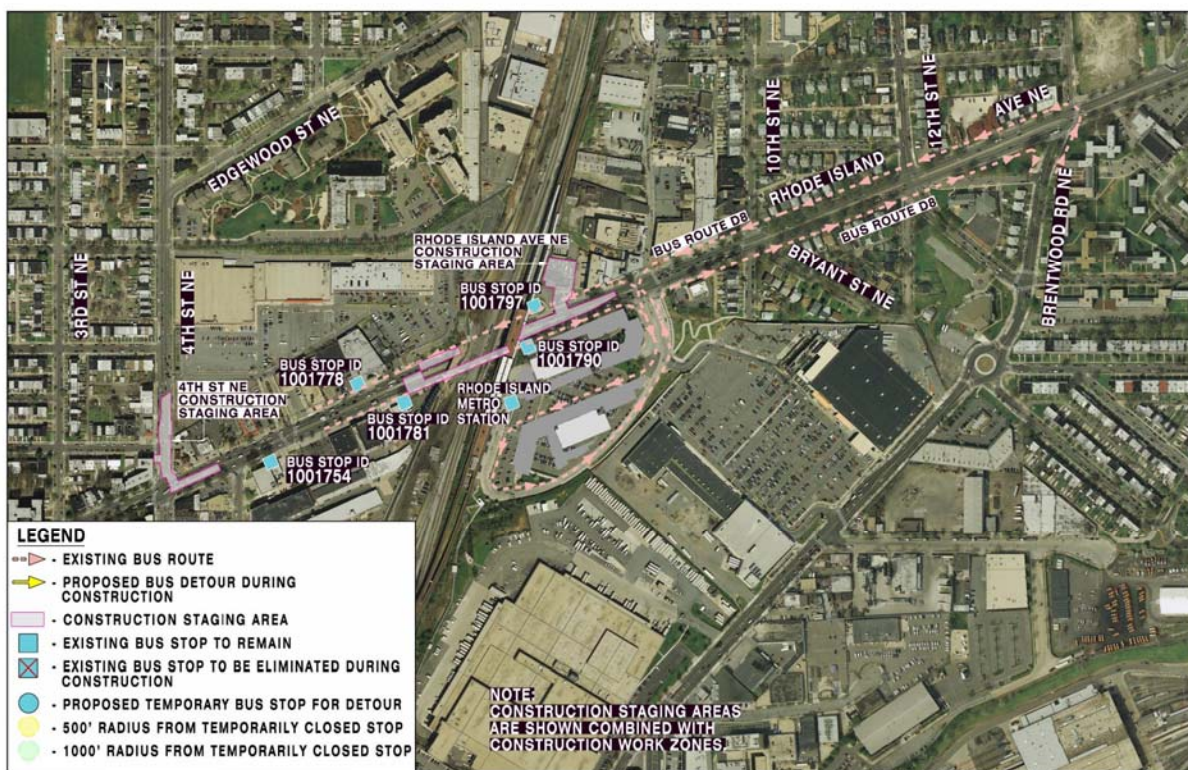 EDGEWOOD ST NE
10TH ST NE
12TH ST NE
AVE NE
RHODE ISLAND
BUS ROUTE D8
BUS ROUTE D8
BRYANT ST NE
BRENTWOOD RD NE
3RD ST NE
4TH ST NE
RHODE ISLAND AVE NE
CONSTRUCTION
STAGING AREA
BUS STOP ID
1001797
BUS STOP ID
1001790
BUS STOP ID
1001778
RHODE ISLAND
METRO
STATION
4TH ST NE
CONSTRUCTION
STAGING AREA
BUS STOP ID
1001781
BUS STOP ID
1001754
LEGEND
- EXISTING BUS ROUTE
- PROPOSED BUS DETOUR DURING
CONSTRUCTION
- CONSTRUCTION STAGING AREA
- EXISTING BUS STOP TO REMAIN
- EXISTING BUS STOP TO BE ELIMINATED DURING
CONSTRUCTION
- PROPOSED TEMPORARY BUS STOP FOR DETOUR
- 500' RADIUS FROM TEMPORARILY CLOSED STOP
- 1000' RADIUS FROM TEMPORARILY CLOSED STOP
NOTE:
CONSTRUCTION STAGING AREAS
ARE SHOWN COMBINED WITH
CONSTRUCTION WORK ZONES